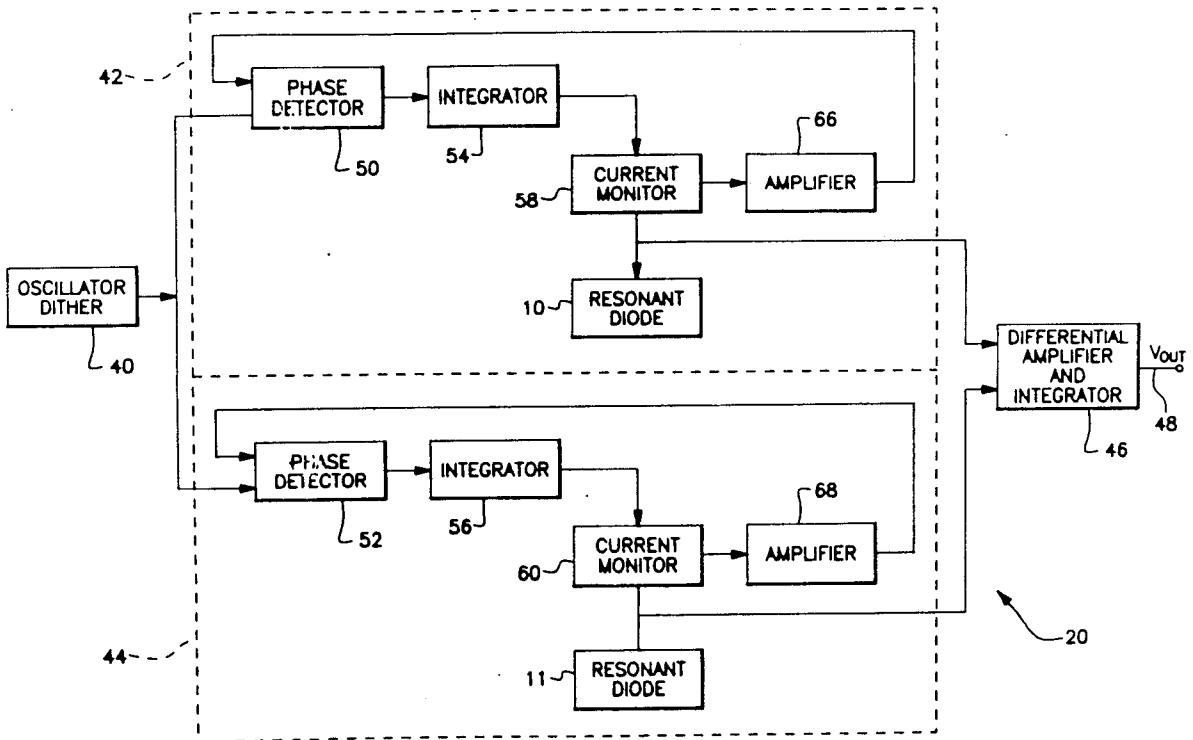 42
PHASE
DETECTOR
50
INTEGRATOR
54
66
CURRENT
MONITOR
58
AMPLIFIER
OSCILLATOR
DITHER
40
10
RESONANT
DIODE
DIFFERENTIAL
AMPLIFIER
AND
INTEGRATOR
46
VOUT
48
PHASE
DETECTOR
52
INTEGRATOR
56
68
CURRENT
MONITOR
60
AMPLIFIER
20
44
11
RESONANT
DIODE